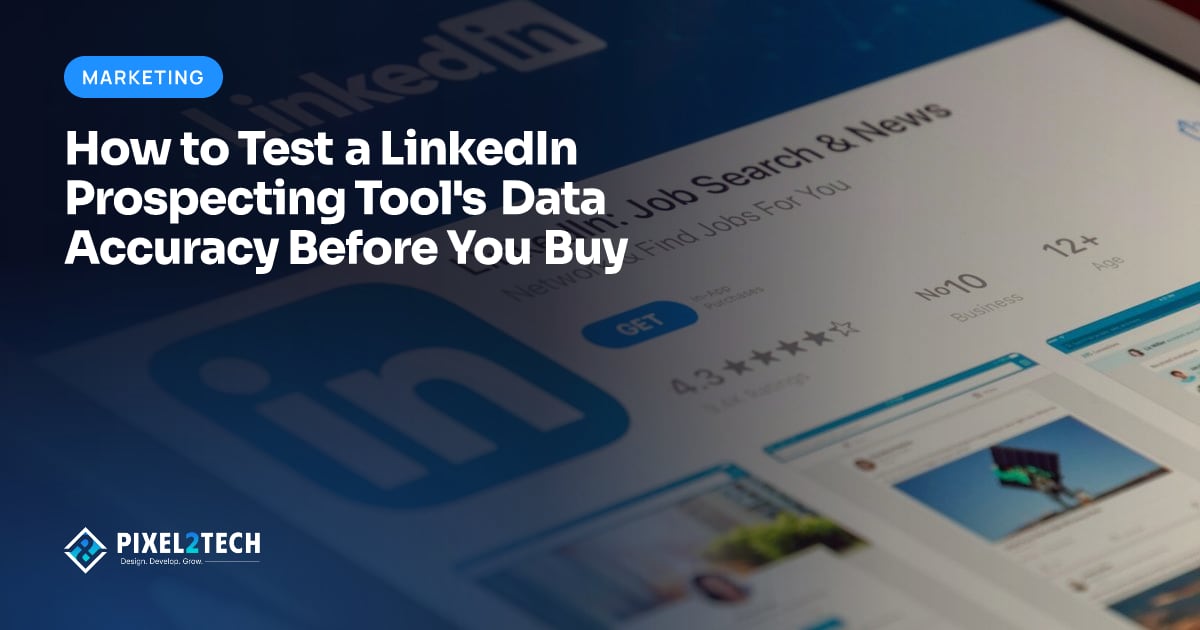 MARKETING
How to Test a LinkedIn
Prospecting Tool's Data
Accuracy Before You Buy
LinkedIn
LinkedIn: Job Search & News
Network & Find Jobs For You
GET
In-App
Purchases
4.3★★★★☆
No10
Business
12+
Age
in
PIXEL2TECH
Design. Develop. Grow.